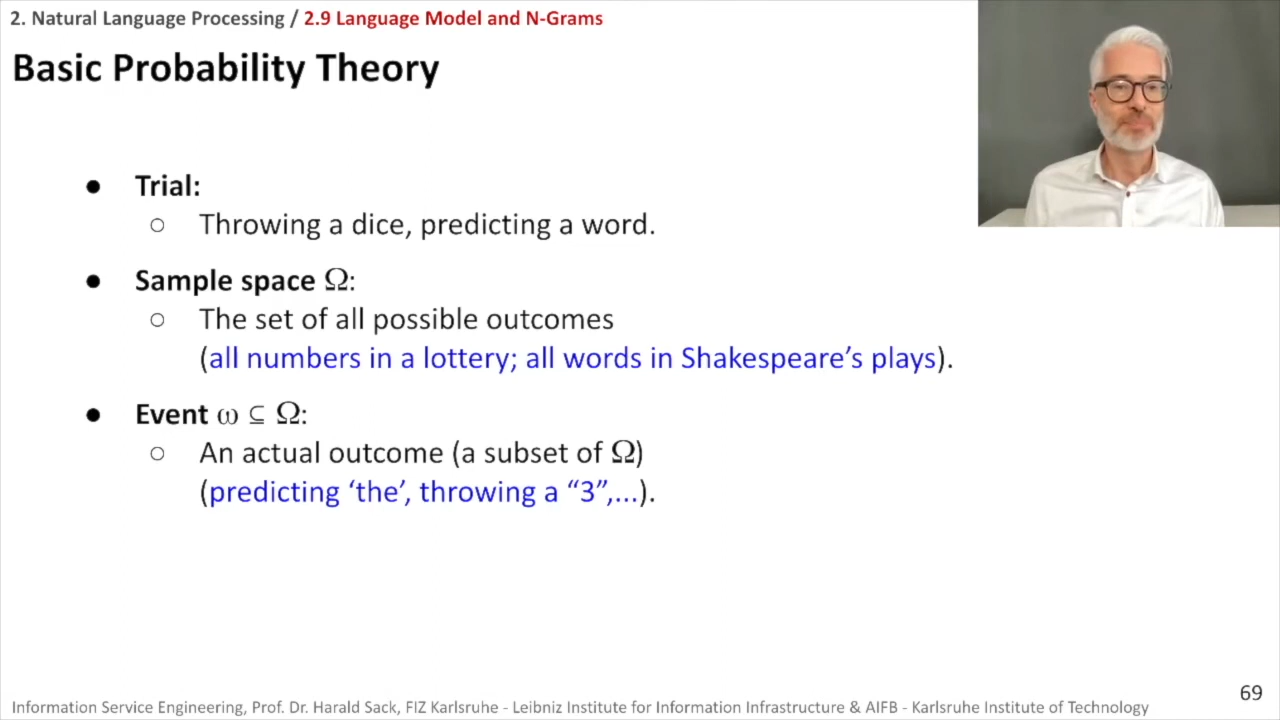 2. Natural Language Processing / 2.9 Language Model and N-Grams
Basic Probability Theory
● Trial:
○ Throwing a dice, predicting a word.
● Sample space Ω:
○ The set of all possible outcomes
(all numbers in a lottery; all words in Shakespeare’s plays).
● Event ω ⊆ Ω:
○ An actual outcome (a subset of Ω)
(predicting ‘the’, throwing a “3”,...).
69
Information Service Engineering, Prof. Dr. Harald Sack, FIZ Karlsruhe - Leibniz Institute for Information Infrastructure & AIFB - Karlsruhe Institute of Technology